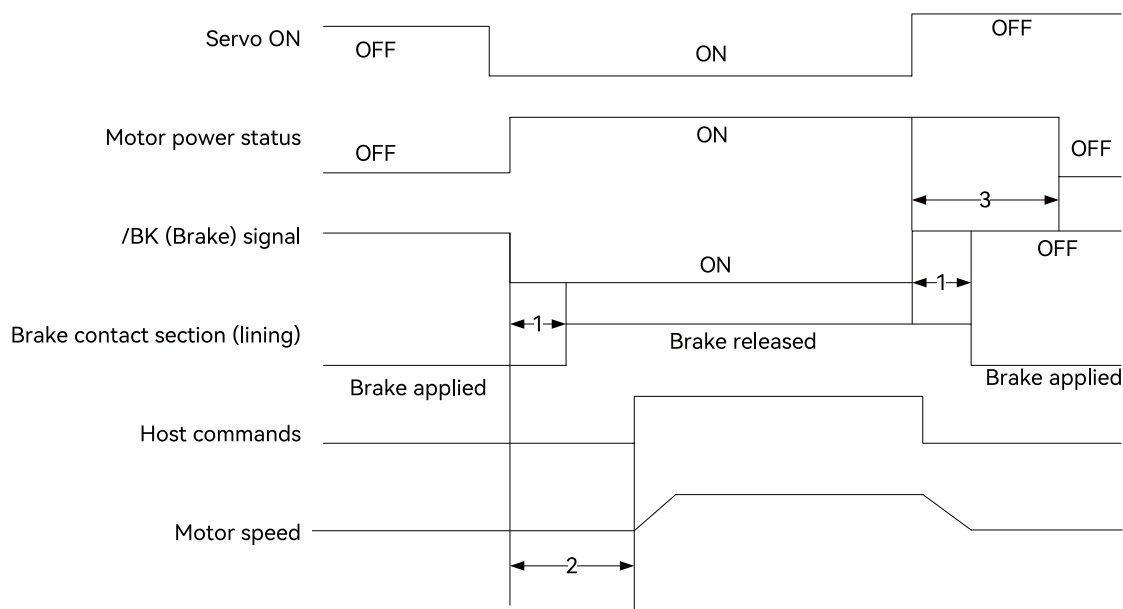 Servo ON
OFF
ON
OFF
Motor power status
OFF
ON
OFF
3
/BK (Brake) signal
ON
OFF
1
1
Brake contact section (lining)
Brake applied
Brake released
Brake applied
Host commands
Motor speed
2